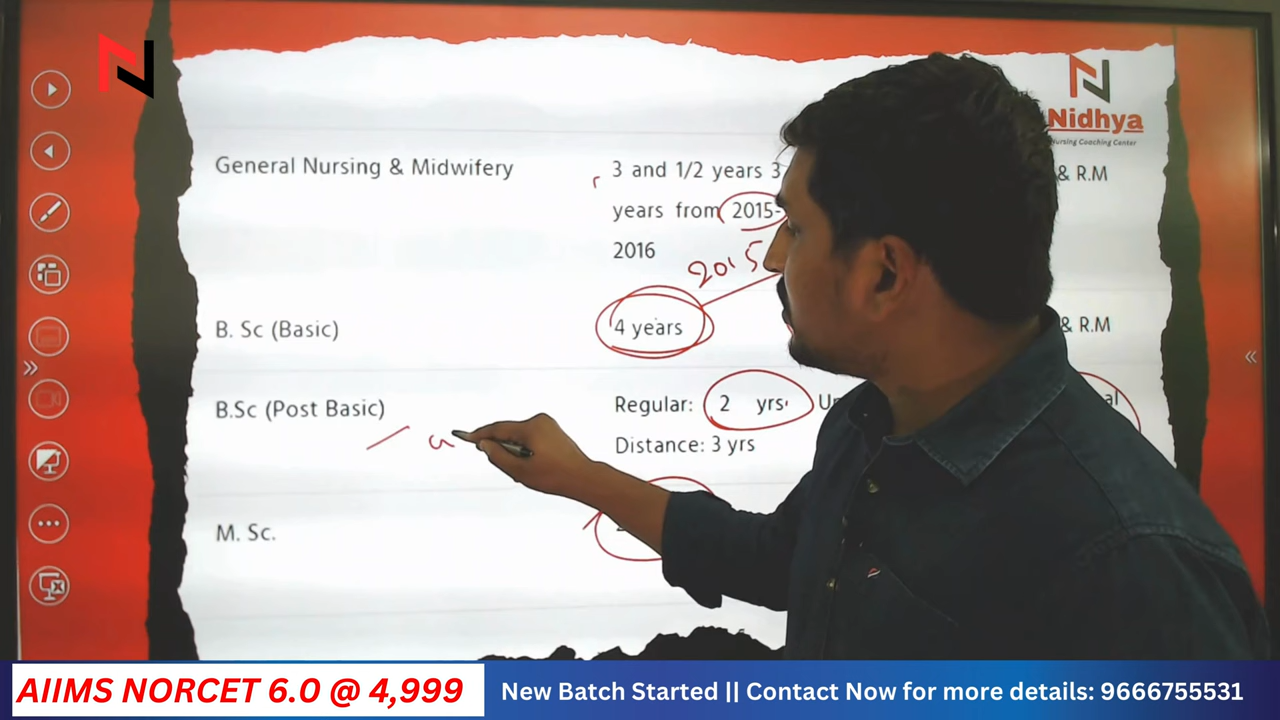 Nidhya
Nursing Coaching Center
General Nursing & Midwifery
3 and 1/2 years 3
& R.M
years from 2015-
2016
2015
B. Sc (Basic)
4 years
& R.M
B.Sc (Post Basic)
Regular: 2 yrs
Distance: 3 yrs
M. Sc.
AIIMS NORCET 6.0 @ 4,999
New Batch Started || Contact Now for more details: 9666755531